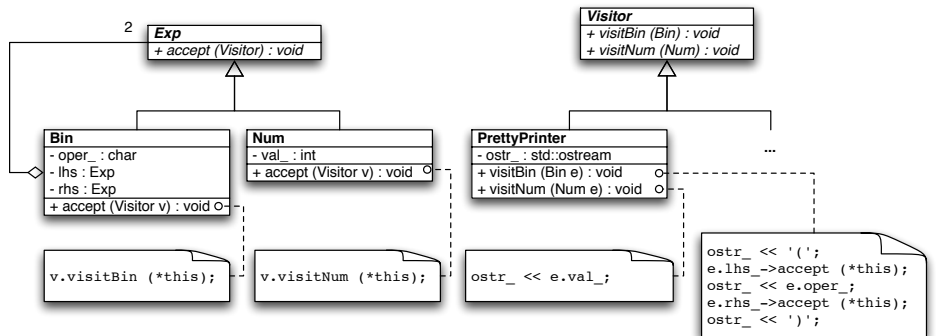 2
Exp
+ accept (Visitor) : void
Visitor
+ visitBin (Bin) : void
+ visitNum (Num) : void
Bin
- oper_ : char
- lhs : Exp
- rhs : Exp
+ accept (Visitor v) : void
Num
- val_ : int
+ accept (Visitor v) : void
PrettyPrinter
- ostr_ : std::ostream
+ visitBin (Bin e) : void
+ visitNum (Num e) : void
...
v.visitBin (*this);
v.visitNum (*this);
ostr_ << e.val_;
ostr_ << '(';
e.lhs_->accept (*this);
ostr_ << e.oper_;
e.rhs_->accept (*this);
ostr_ << ')';